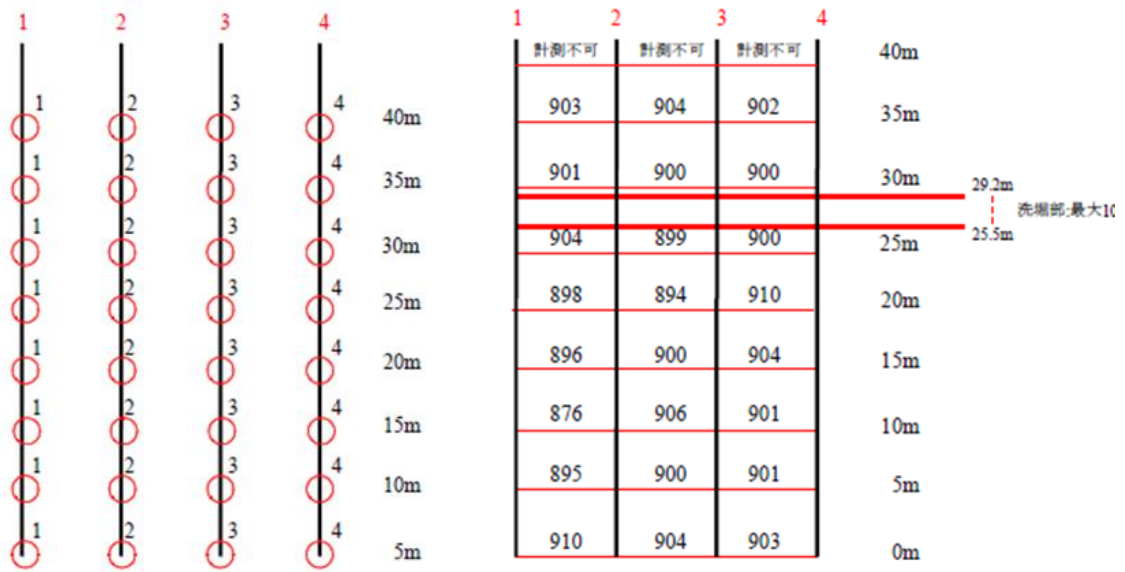 1 2 3 4
1 2 3 4 40m
1 2 3 4 35m
1 2 3 4 30m
1 2 3 4 25m
1 2 3 4 20m
1 2 3 4 15m
1 2 3 4 10m
1 2 3 4 5m
1 2 3 4
計測不可 計測不可 計測不可 40m
903 904 902 35m
901 900 900 30m
29.2m
洗堀部:最大10
25.5m
904 899 900 25m
898 894 910 20m
896 900 904 15m
876 906 901 10m
895 900 901 5m
910 904 903 0m